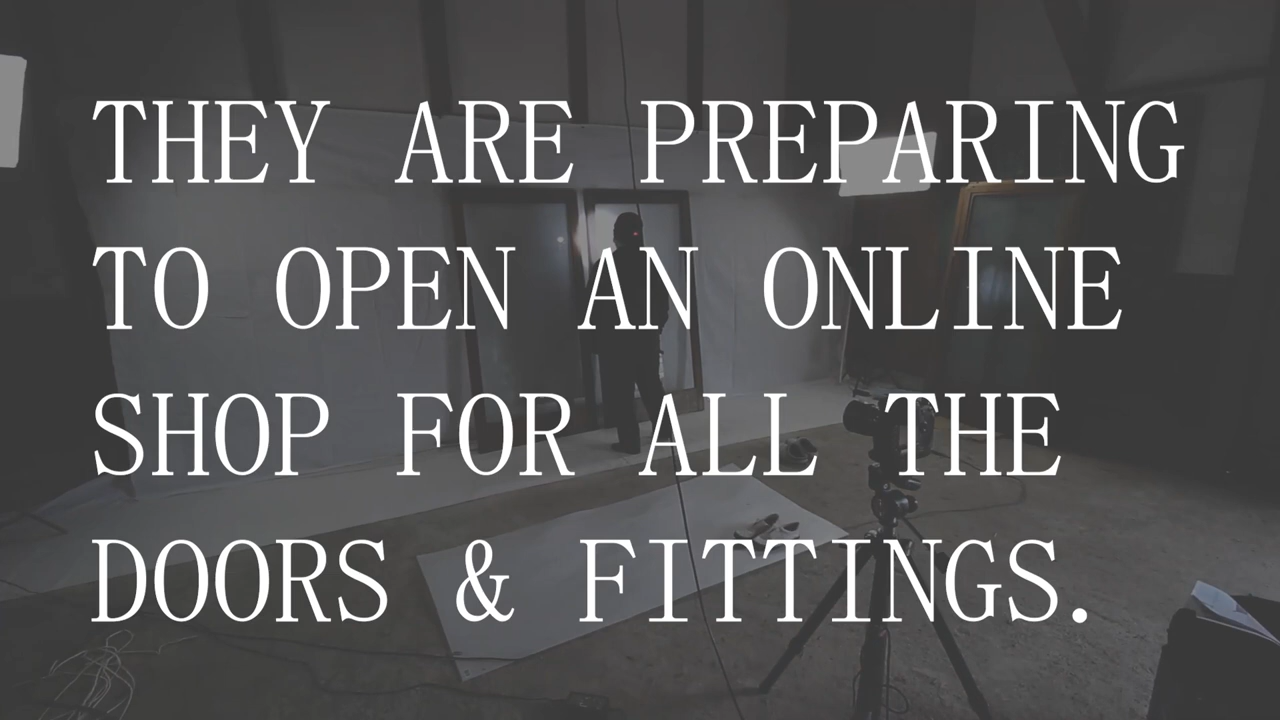 THEY ARE PREPARING
TO OPEN AN ONLINE
SHOP FOR ALL THE
DOORS & FITTINGS.